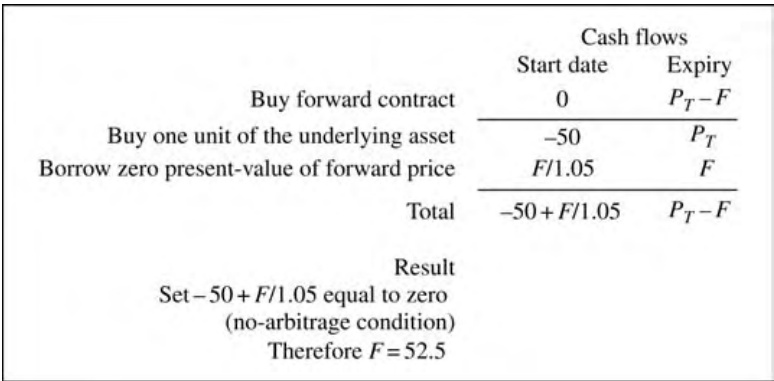 Cash flows
Start date Expiry
Buy forward contract 0 P_T – F
Buy one unit of the underlying asset –50 P_T
Borrow zero present-value of forward price F/1.05 F
Total –50 + F/1.05 P_T – F
Result
Set – 50 + F/1.05 equal to zero
(no-arbitrage condition)
Therefore F = 52.5